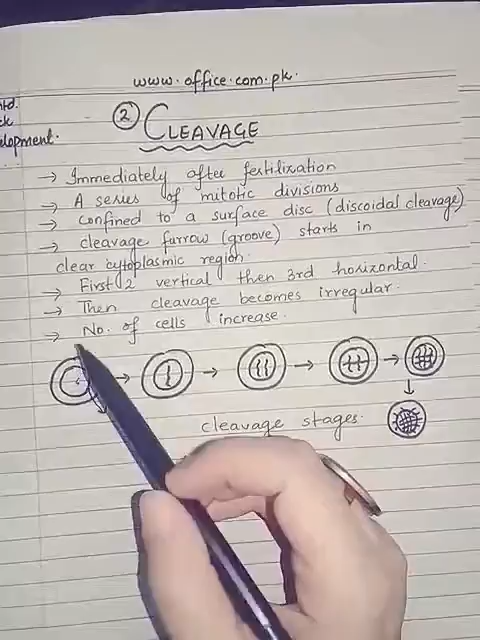 www.office.com.pk.
② CLEAVAGE
lopment.
→ Immediately after fertilization
→ A series of mitotic divisions
→ confined to a surface disc (discoidal cleavage)
→ cleavage furrow (groove) starts in
clear cytoplasmic region.
→ First 2 vertical then 3rd horizontal.
→ Then cleavage becomes irregular.
→ No. of cells increase.
cleavage stages.